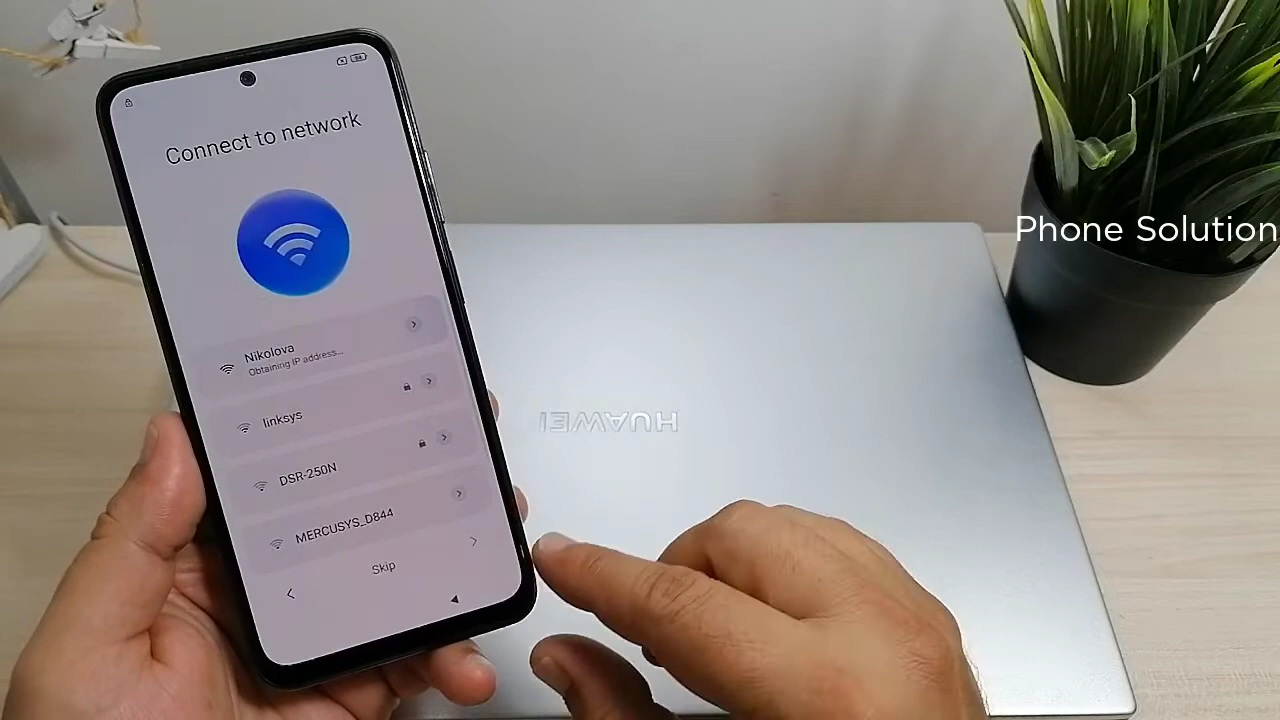 Connect to network
Nikolova
Obtaining IP address...
linksys
DSR-250N
MERCUSYS_D844
Skip
HUAWEI
Phone Solution